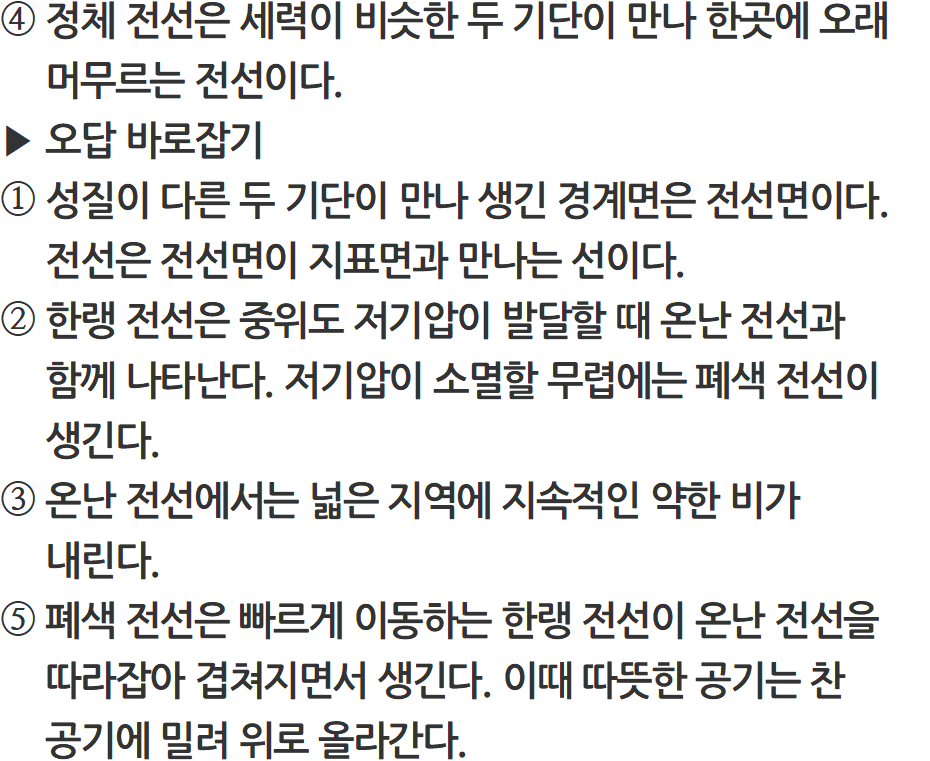 ④ 정체 전선은 세력이 비슷한 두 기단이 만나 한곳에 오래
머무르는 전선이다.
▶ 오답 바로잡기
① 성질이 다른 두 기단이 만나 생긴 경계면은 전선면이다.
전선은 전선면이 지표면과 만나는 선이다.
② 한랭 전선은 중위도 저기압이 발달할 때 온난 전선과
함께 나타난다. 저기압이 소멸할 무렵에는 폐색 전선이
생긴다.
③ 온난 전선에서는 넓은 지역에 지속적인 약한 비가
내린다.
⑤ 폐색 전선은 빠르게 이동하는 한랭 전선이 온난 전선을
따라잡아 겹쳐지면서 생긴다. 이때 따뜻한 공기는 찬
공기에 밀려 위로 올라간다.